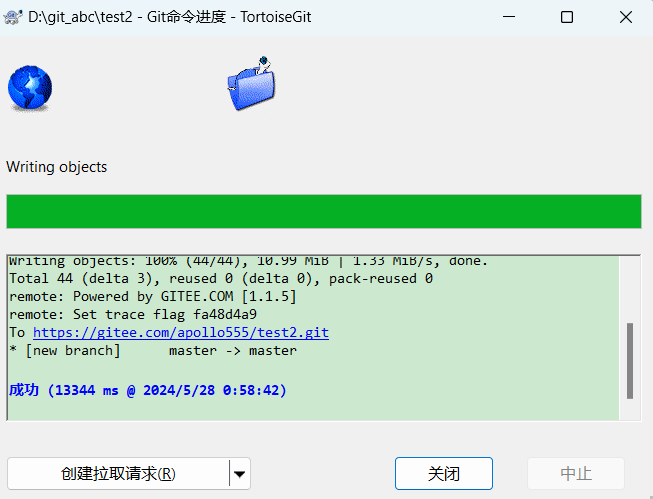 D:\git_abc\test2 - Git命令进度 - TortoiseGit
Writing objects
Writing objects: 100% (44/44), 10.99 MiB | 1.33 MiB/s, done.
Total 44 (delta 3), reused 0 (delta 0), pack-reused 0
remote: Powered by GITEE.COM [1.1.5]
remote: Set trace flag fa48d4a9
To https://gitee.com/apollo555/test2.git
* [new branch]      master -> master
成功 (13344 ms @ 2024/5/28 0:58:42)
创建拉取请求(R) 关闭 中止